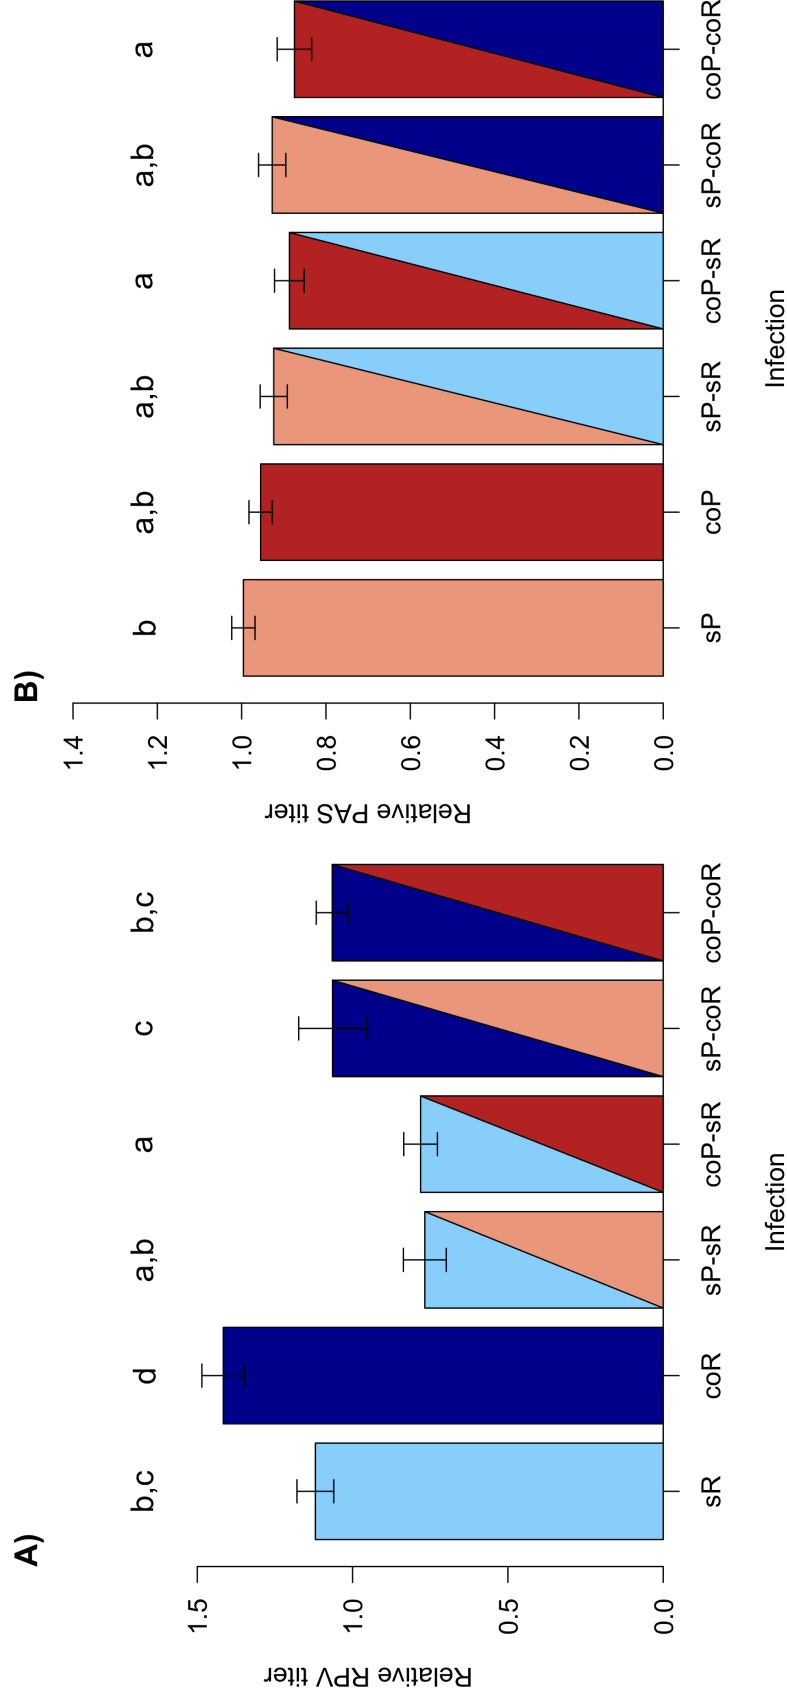 A)
Relative RPV titer
1.5
1.0
0.5
0.0
b,c
d
a,b
a
c
b,c
sR
coR
sP-sR
coP-sR
sP-coR
coP-coR
Infection
B)
Relative PAS titer
1.4
1.2
1.0
0.8
0.6
0.4
0.2
0.0
b
a,b
a,b
a
a,b
a
sP
coP
sP-sR
coP-sR
sP-coR
coP-coR
Infection